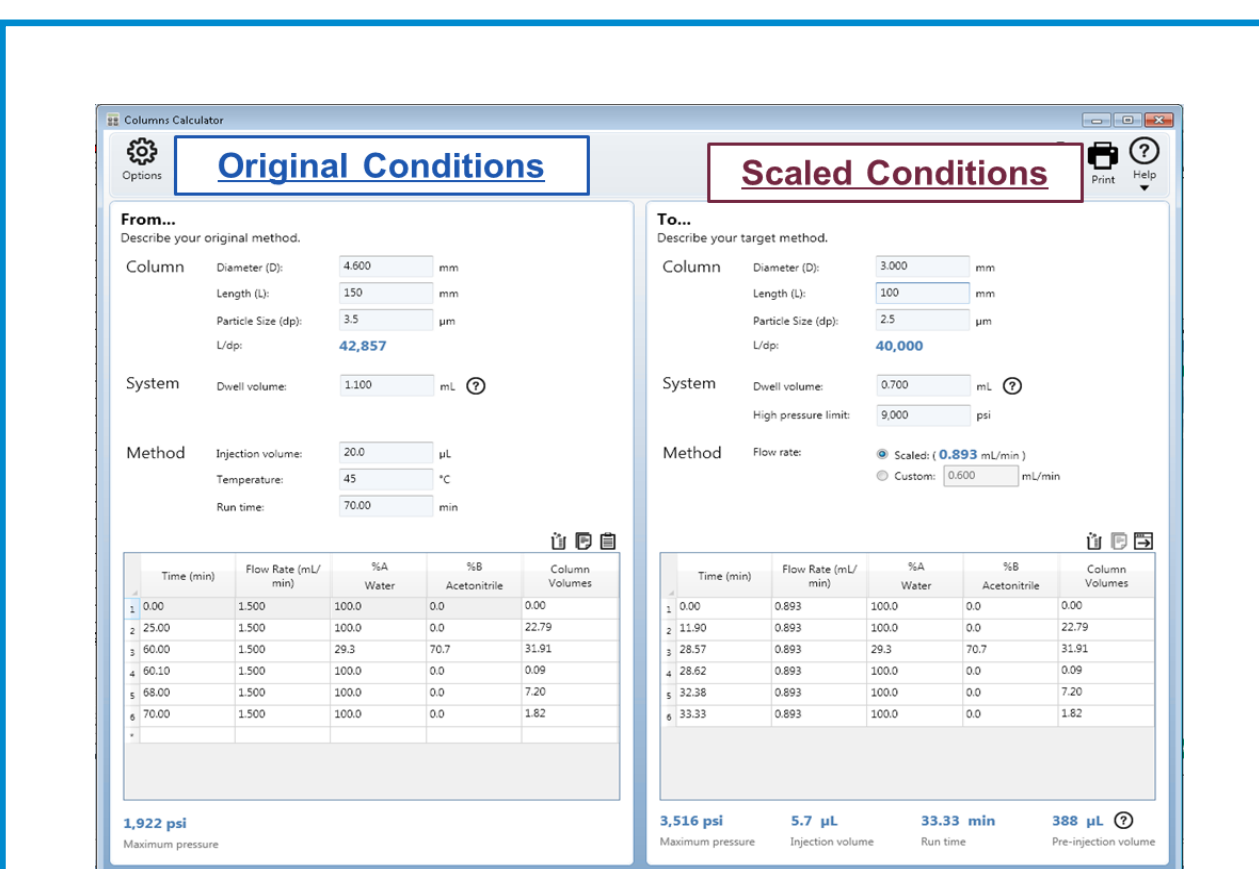 Columns Calculator
Options
Original Conditions
Scaled Conditions
Print
Help
From...
Describe your original method.
Column
Diameter (D): 4.600 mm
Length (L): 150 mm
Particle Size (dp): 3.5 µm
L/dp: 42,857
System
Dwell volume: 1.100 mL ?
Method
Injection volume: 20.0 µL
Temperature: 45 °C
Run time: 70.00 min
Time (min) Flow Rate (mL/min) %A Water %B Acetonitrile Column Volumes
1 0.00 1.500 100.0 0.0 0.00
2 25.00 1.500 100.0 0.0 22.79
3 60.00 1.500 29.3 70.7 31.91
4 60.10 1.500 100.0 0.0 0.09
5 68.00 1.500 100.0 0.0 7.20
6 70.00 1.500 100.0 0.0 1.82
*
1,922 psi
Maximum pressure
To...
Describe your target method.
Column
Diameter (D): 3.000 mm
Length (L): 100 mm
Particle Size (dp): 2.5 µm
L/dp: 40,000
System
Dwell volume: 0.700 mL ?
High pressure limit: 9,000 psi
Method
Flow rate: Scaled: ( 0.893 mL/min )
Custom: 0.600 mL/min
Time (min) Flow Rate (mL/min) %A Water %B Acetonitrile Column Volumes
1 0.00 0.893 100.0 0.0 0.00
2 11.90 0.893 100.0 0.0 22.79
3 28.57 0.893 29.3 70.7 31.91
4 28.62 0.893 100.0 0.0 0.09
5 32.38 0.893 100.0 0.0 7.20
6 33.33 0.893 100.0 0.0 1.82
3,516 psi 5.7 µL 33.33 min 388 µL ?
Maximum pressure Injection volume Run time Pre-injection volume